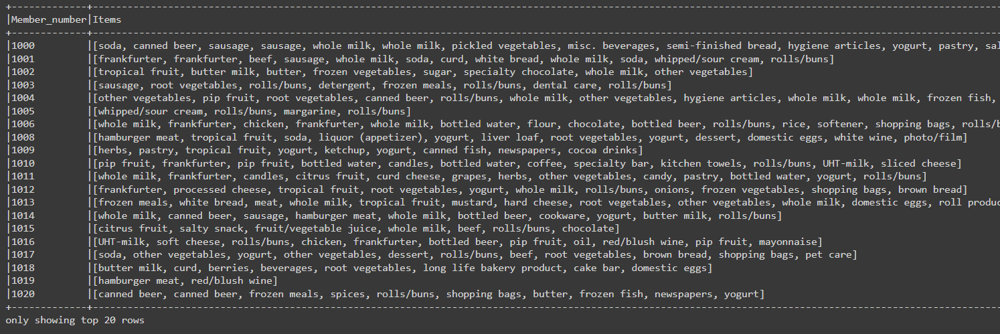 +-------------+------------------------------------------------------------------------------------------------------------------------------------------------------
|Member_number|Items
+-------------+------------------------------------------------------------------------------------------------------------------------------------------------------
|1000         |[soda, canned beer, sausage, sausage, whole milk, whole milk, pickled vegetables, misc. beverages, semi-finished bread, hygiene articles, yogurt, pastry, sal
|1001         |[frankfurter, frankfurter, beef, sausage, whole milk, soda, curd, white bread, whole milk, soda, whipped/sour cream, rolls/buns]
|1002         |[tropical fruit, butter milk, butter, frozen vegetables, sugar, specialty chocolate, whole milk, other vegetables]
|1003         |[sausage, root vegetables, rolls/buns, detergent, frozen meals, rolls/buns, dental care, rolls/buns]
|1004         |[other vegetables, pip fruit, root vegetables, canned beer, rolls/buns, whole milk, other vegetables, hygiene articles, whole milk, whole milk, frozen fish,
|1005         |[whipped/sour cream, rolls/buns, margarine, rolls/buns]
|1006         |[whole milk, frankfurter, chicken, frankfurter, whole milk, bottled water, flour, chocolate, bottled beer, rolls/buns, rice, softener, shopping bags, rolls/b
|1008         |[hamburger meat, tropical fruit, soda, liquor (appetizer), yogurt, liver loaf, root vegetables, yogurt, dessert, domestic eggs, white wine, photo/film]
|1009         |[herbs, pastry, tropical fruit, yogurt, ketchup, yogurt, canned fish, newspapers, cocoa drinks]
|1010         |[pip fruit, frankfurter, pip fruit, bottled water, candles, bottled water, coffee, specialty bar, kitchen towels, rolls/buns, UHT-milk, sliced cheese]
|1011         |[whole milk, frankfurter, candles, citrus fruit, curd cheese, grapes, herbs, other vegetables, candy, pastry, bottled water, yogurt, rolls/buns]
|1012         |[frankfurter, processed cheese, tropical fruit, root vegetables, yogurt, whole milk, rolls/buns, onions, frozen vegetables, shopping bags, brown bread]
|1013         |[frozen meals, white bread, meat, whole milk, tropical fruit, mustard, hard cheese, root vegetables, other vegetables, whole milk, domestic eggs, roll produc
|1014         |[whole milk, canned beer, sausage, hamburger meat, whole milk, bottled beer, cookware, yogurt, butter milk, rolls/buns]
|1015         |[citrus fruit, salty snack, fruit/vegetable juice, whole milk, beef, rolls/buns, chocolate]
|1016         |[UHT-milk, soft cheese, rolls/buns, chicken, frankfurter, bottled beer, pip fruit, oil, red/blush wine, pip fruit, mayonnaise]
|1017         |[soda, other vegetables, yogurt, other vegetables, dessert, rolls/buns, beef, root vegetables, brown bread, shopping bags, pet care]
|1018         |[butter milk, curd, berries, beverages, root vegetables, long life bakery product, cake bar, domestic eggs]
|1019         |[hamburger meat, red/blush wine]
|1020         |[canned beer, canned beer, frozen meals, spices, rolls/buns, shopping bags, butter, frozen fish, newspapers, yogurt]
+-------------+------------------------------------------------------------------------------------------------------------------------------------------------------
only showing top 20 rows